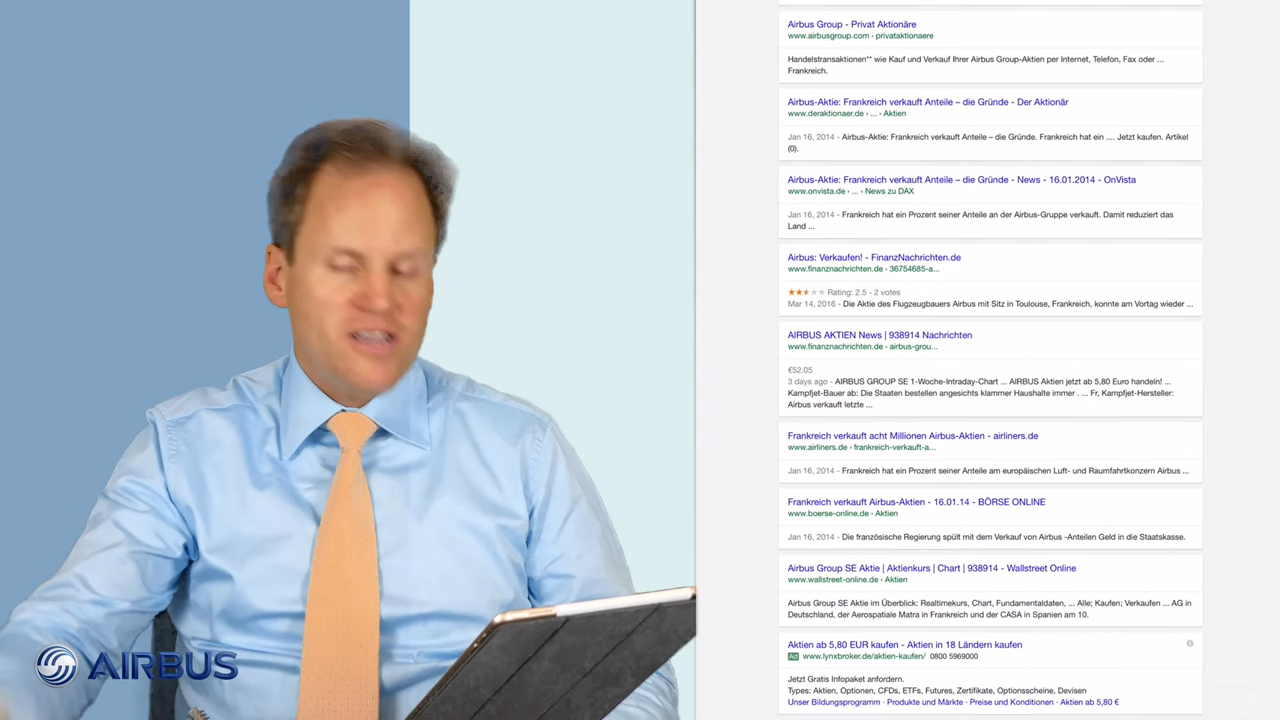 Airbus Group - Privat Aktionäre
www.airbusgroup.com › privataktionaere
Handelstransaktionen** wie Kauf und Verkauf Ihrer Airbus Group-Aktien per Internet, Telefon, Fax oder ...
Frankreich.
Airbus-Aktie: Frankreich verkauft Anteile – die Gründe - Der Aktionär
www.deraktionaer.de › ... › Aktien
Jan 16, 2014 - Airbus-Aktie: Frankreich verkauft Anteile – die Gründe. Frankreich hat ein .... Jetzt kaufen. Artikel
(0).
Airbus-Aktie: Frankreich verkauft Anteile – die Gründe - News - 16.01.2014 - OnVista
www.onvista.de › ... › News zu DAX
Jan 16, 2014 - Frankreich hat ein Prozent seiner Anteile an der Airbus-Gruppe verkauft. Damit reduziert das
Land ...
Airbus: Verkaufen! - FinanzNachrichten.de
www.finanznachrichten.de › 36754685-a...
Rating: 2.5 - 2 votes
Mar 14, 2016 - Die Aktie des Flugzeugbauers Airbus mit Sitz in Toulouse, Frankreich, konnte am Vortag wieder ...
AIRBUS AKTIEN News | 938914 Nachrichten
www.finanznachrichten.de › airbus-grou...
€52.05
3 days ago - AIRBUS GROUP SE 1-Woche-Intraday-Chart ... AIRBUS Aktien jetzt ab 5,80 Euro handeln! ...
Kampfjet-Bauer ab: Die Staaten bestellen angesichts klammer Haushalte immer . ... Fr, Kampfjet-Hersteller:
Airbus verkauft letzte ...
Frankreich verkauft acht Millionen Airbus-Aktien - airliners.de
www.airliners.de › frankreich-verkauft-a...
Jan 16, 2014 - Frankreich hat ein Prozent seiner Anteile am europäischen Luft- und Raumfahrtkonzern Airbus ...
Frankreich verkauft Airbus-Aktien - 16.01.14 - BÖRSE ONLINE
www.boerse-online.de › Aktien
Jan 16, 2014 - Die französische Regierung spült mit dem Verkauf von Airbus -Anteilen Geld in die Staatskasse.
Airbus Group SE Aktie | Aktienkurs | Chart | 938914 - Wallstreet Online
www.wallstreet-online.de › Aktien
Airbus Group SE Aktie im Überblick: Realtimekurs, Chart, Fundamentaldaten, ... Alle; Kaufen; Verkaufen ... AG in
Deutschland, der Aerospatiale Matra in Frankreich und der CASA in Spanien am 10.
Aktien ab 5,80 EUR kaufen - Aktien in 18 Ländern kaufen
Ad www.lynxbroker.de/aktien-kaufen/ 0800 5969000
Jetzt Gratis Infopaket anfordern.
Types: Aktien, Optionen, CFDs, ETFs, Futures, Zertifikate, Optionsscheine, Devisen
Unser Bildungsprogramm · Produkte und Märkte · Preise und Konditionen · Aktien ab 5,80 €
AIRBUS